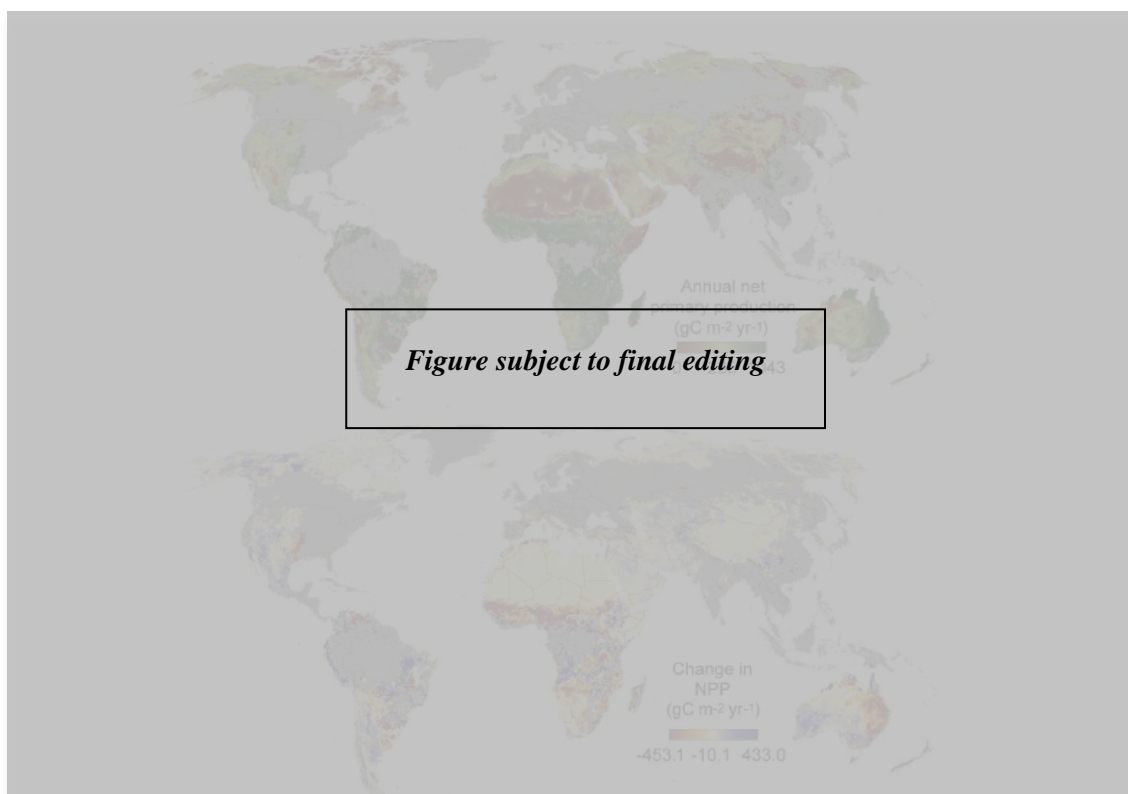 Annual net
primary production
(gC m-2 yr-1)
Figure subject to final editing
Change in
NPP
(gC m-2 yr-1)
-453.1 -10.1 433.0